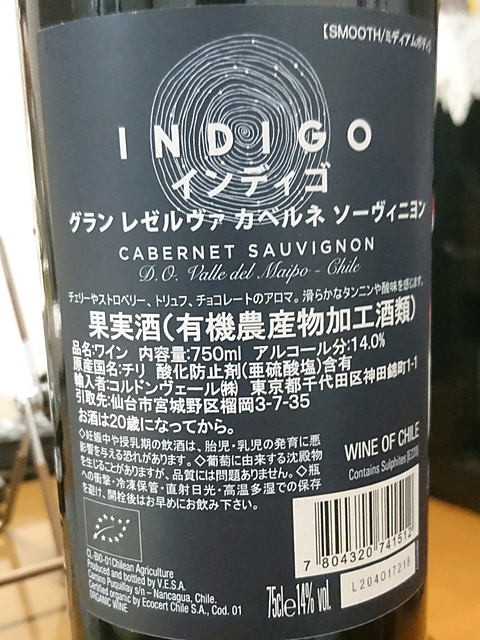 【SMOOTH/ミディアムボディ】
INDIGO
インディゴ
グラン レゼルヴァ カベルネ ソーヴィニヨン
CABERNET SAUVIGNON
D.O. Valle del Maipo - Chile
チェリーやストロベリー、トリュフ、チョコレートのアロマ。滑らかなタンニンや酸味を感じます。
果実酒(有機農産物加工酒類)
品名:ワイン 内容量:750ml アルコール分:14.0%
原産国名:チリ 酸化防止剤(亜硫酸塩)含有
輸入者:コルドンヴェール㈱ 東京都千代田区神田錦町1-1
引取先:仙台市宮城野区榴岡3-7-35
お酒は20歳になってから。
◇妊娠中や授乳期の飲酒は、胎児・乳児の発育に悪
影響を与える恐れがあります。◇葡萄に由来する沈殿物
を生じることがありますが、品質には問題ありません。◇瓶
への衝撃・冷凍保管・直射日光・高温多湿での保存
を避け、開栓後はお早めにお飲み下さい。
WINE OF CHILE
Contains Sulphites [E220]
CL-BIO-01Chilean Agriculture
Produced and bottled by V.E.S.A.
Camino Puquillay s/n – Nancagua, Chile.
Certified organic by Ecocert Chile S.A., Cod. 01
ORGANIC WINE
75cl e 14% vol.
7 804320 741512
L204017218